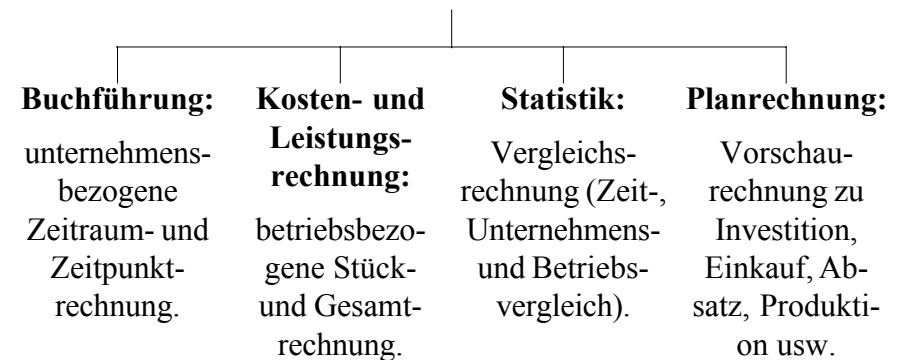 Buchführung:
unternehmens-
bezogene
Zeitraum- und
Zeitpunkt-
rechnung.
Kosten- und
Leistungs-
rechnung:
betriebsbezo-
gene Stück-
und Gesamt-
rechnung.
Statistik:
Vergleichs-
rechnung (Zeit-,
Unternehmens-
und Betriebs-
vergleich).
Planrechnung:
Vorschau-
rechnung zu
Investition,
Einkauf, Ab-
satz, Produkti-
on usw.